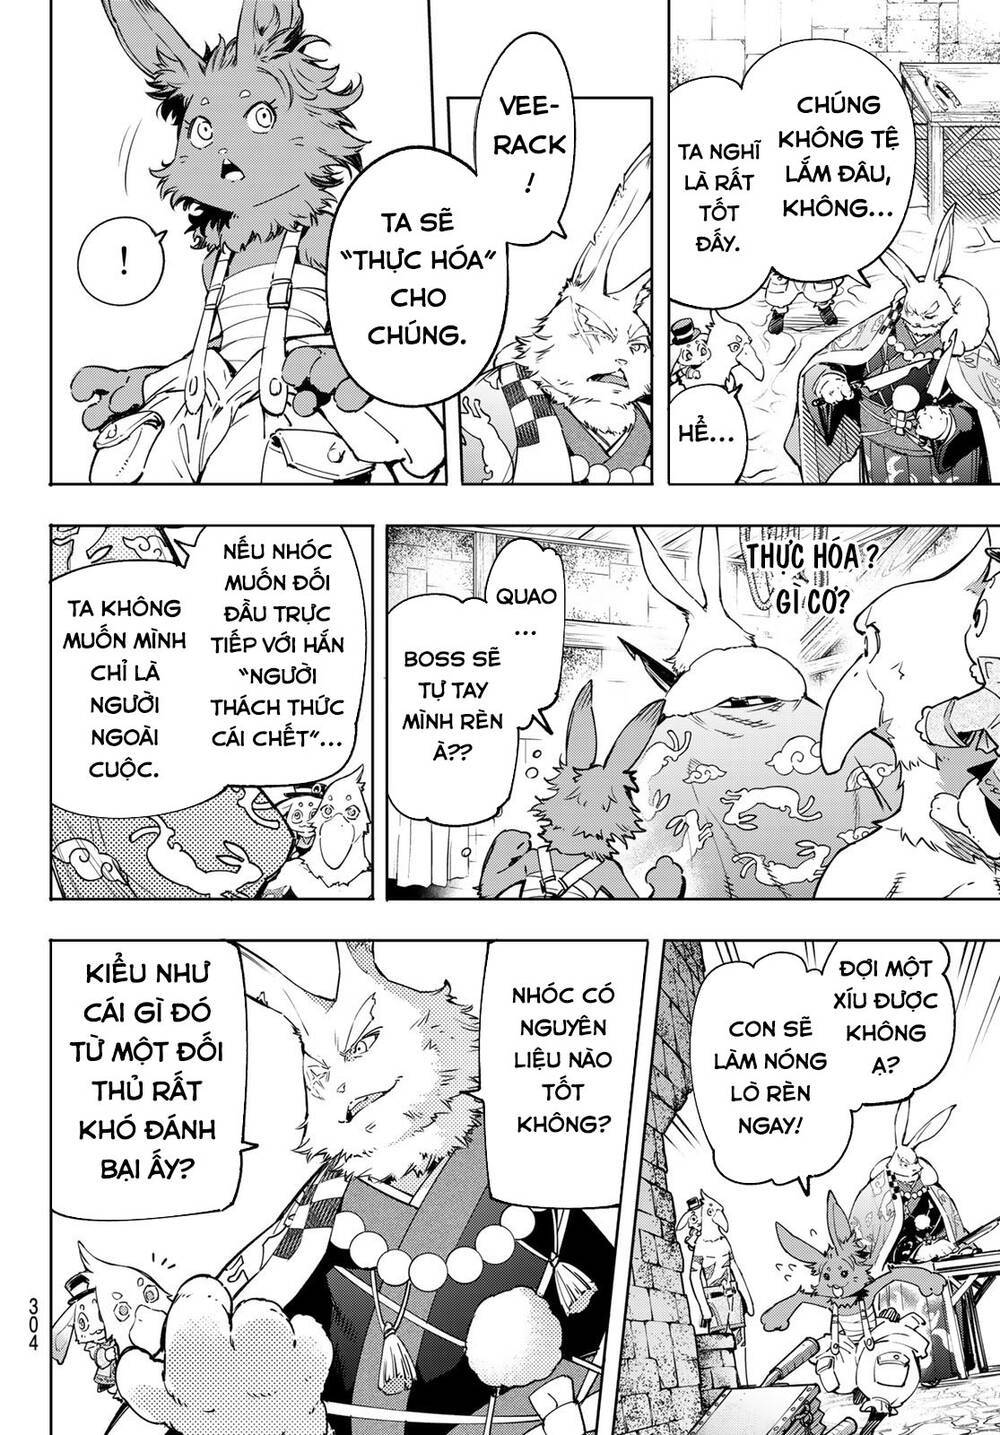 CHÚNG
KHÔNG TỆ
LẮM ĐÂU,
KHÔNG...
TA NGHĨ
LÀ RẤT
TỐT
ĐẤY.
HỂ...
VEE-
RACK
!
TA SẼ
“THỰC HÓA”
CHO
CHÚNG.
!
THỰC HÓA?
GÌ CƠ?
QUAO
...
BOSS SẼ
TỰ TAY
MÌNH RÈN
À??
NẾU NHÓC
MUỐN ĐỐI
ĐẦU TRỰC
TIẾP VỚI HẮN
“NGƯỜI
THÁCH THỨC
CÁI CHẾT”...
TA KHÔNG
MUỐN MÌNH
CHỈ LÀ
NGƯỜI
NGOÀI
CUỘC.
ĐỢI MỘT
XÍU ĐƯỢC
KHÔNG
Ạ?
CON SẼ
LÀM NÓNG
LÒ RÈN
NGAY!
NHÓC CÓ
NGUYÊN
LIỆU NÀO
TỐT
KHÔNG?
KIỂU NHƯ
CÁI GÌ ĐÓ
TỪ MỘT ĐỐI
THỦ RẤT
KHÓ ĐÁNH
BẠI ẤY?
304